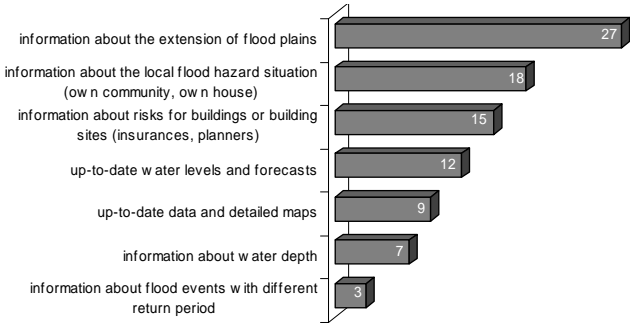 information about the extension of flood plains
27
information about the local flood hazard situation
(own community, own house)
18
information about risks for buildings or building
sites (insurances, planners)
15
up-to-date water levels and forecasts
12
up-to-date data and detailed maps
9
information about water depth
7
information about flood events with different
return period
3